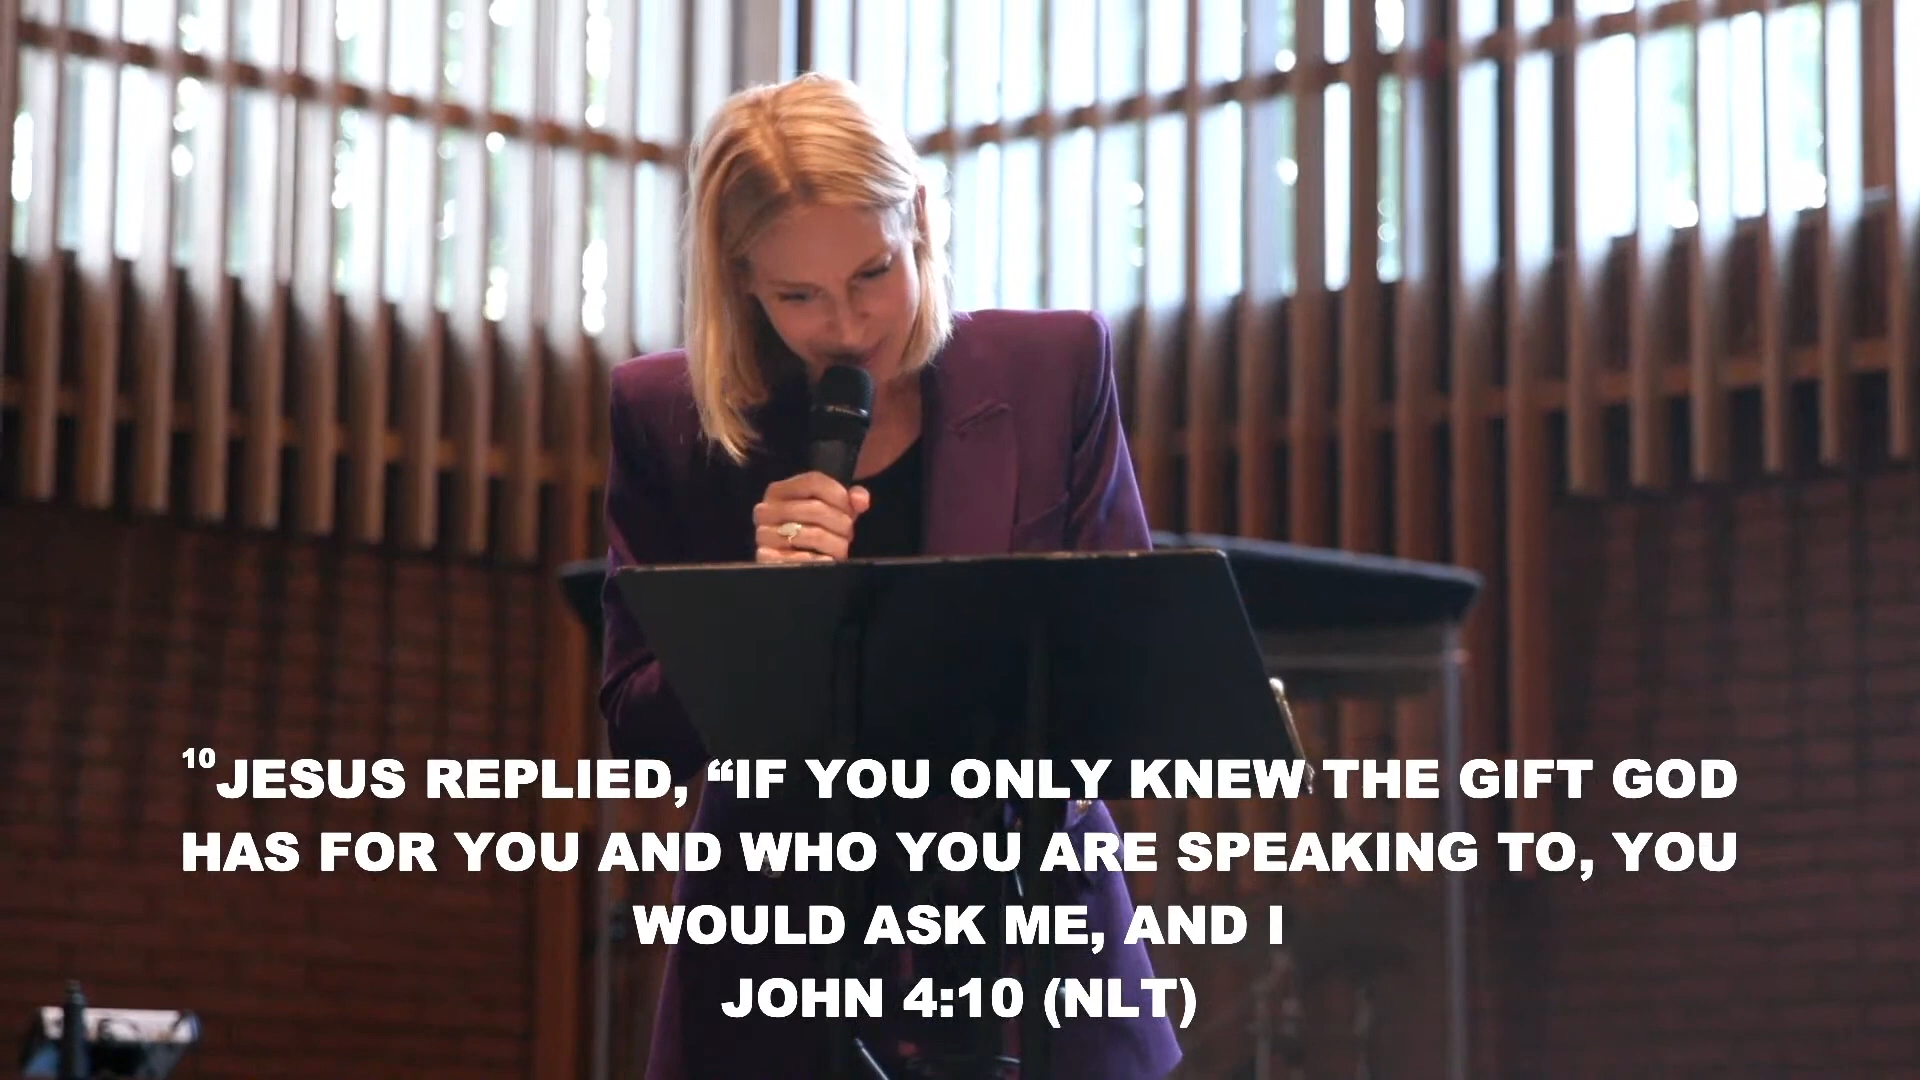 ¹⁰JESUS REPLIED, “IF YOU ONLY KNEW THE GIFT GOD
HAS FOR YOU AND WHO YOU ARE SPEAKING TO, YOU
WOULD ASK ME, AND I
JOHN 4:10 (NLT)